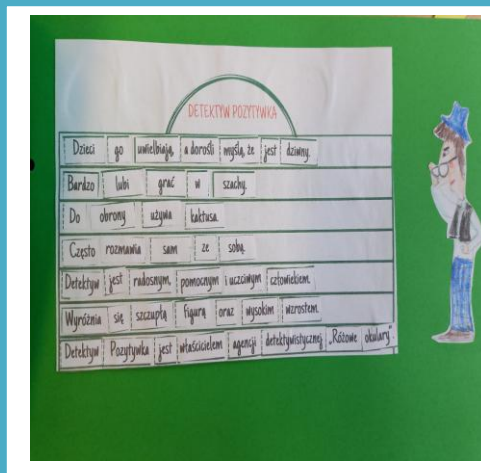 DETEKTYW POZYTYWKA
Dzieci go uwielbiają, a dorośli myślą, że jest dziwny.
Bardzo lubi grać w szachy.
Do obrony używa kaktusa.
Często rozmawia sam ze sobą.
Detektyw jest radosnym, pomocnym i uczciwym człowiekiem.
Wyróżnia się szczupłą figurą oraz wysokim wzrostem.
Detektyw Pozytywka jest właścicielem agencji detektywistycznej „Różowe okulary".